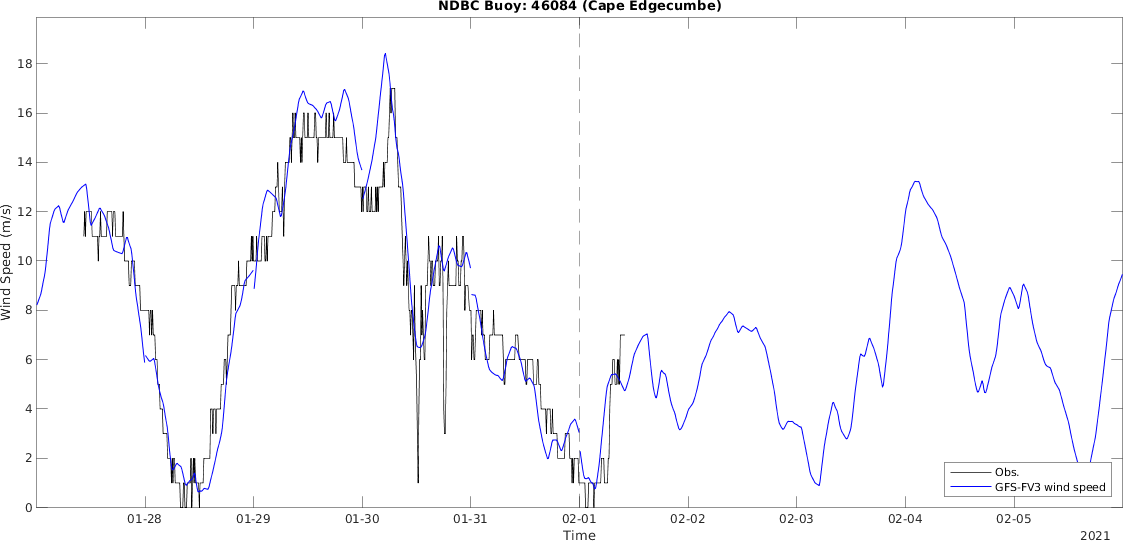 NDBC Buoy: 46084 (Cape Edgecumbe)
18
16
14
12
10
8
6
4
2
0
Wind Speed (m/s)
Obs.
GFS-FV3 wind speed
01-28 01-29 01-30 01-31 02-01 02-02 02-03 02-04 02-05
Time
2021